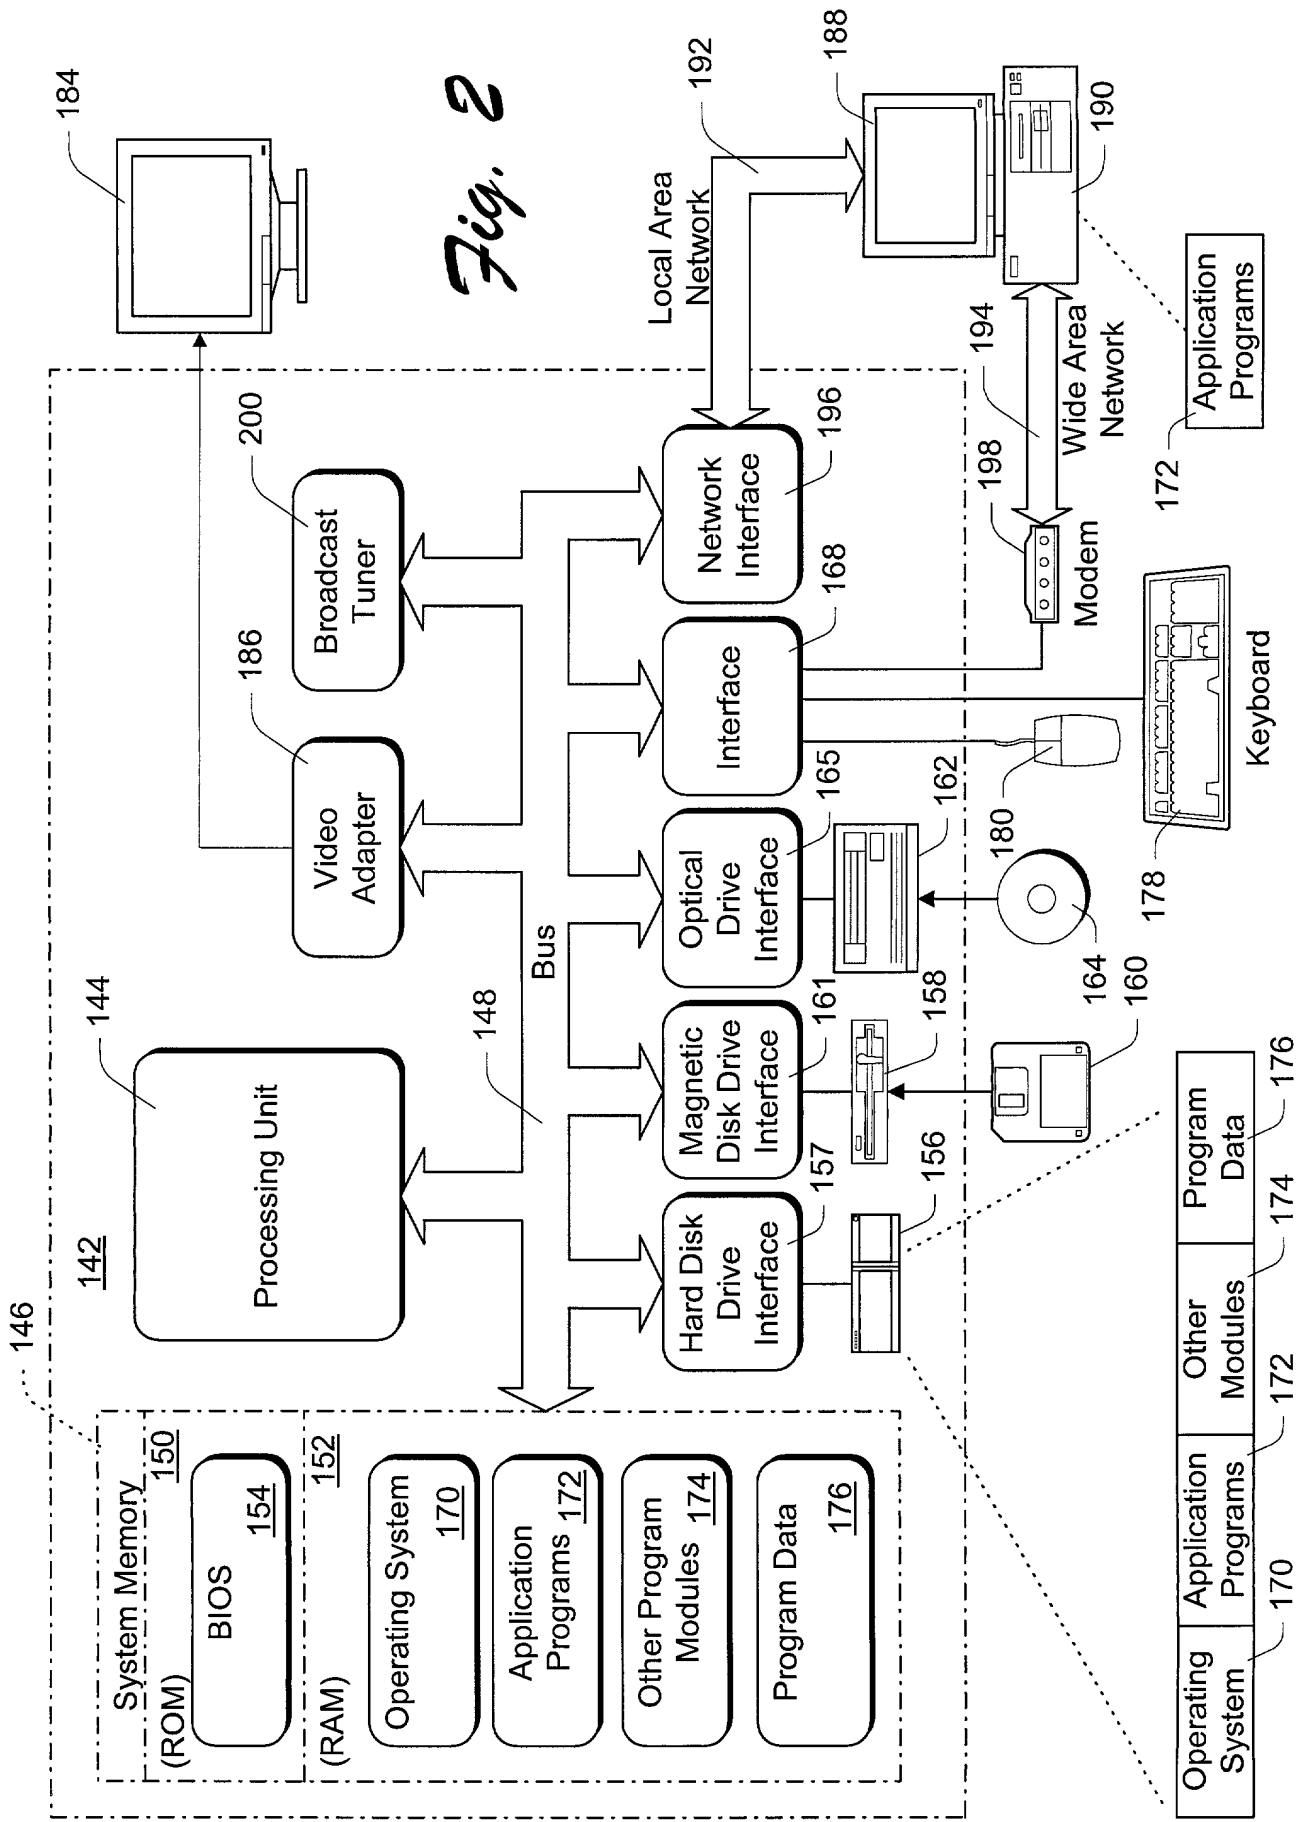 146
142
144
Processing Unit
186
Video
Adapter
200
Broadcast
Tuner
184
Fig. 2
System Memory
(ROM)
150
BIOS
154
(RAM)
152
Operating System
170
Application
Programs
172
Other Program
Modules
174
Program Data
176
148
Bus
Hard Disk
Drive
Interface
157
Magnetic
Disk Drive
Interface
161
Optical
Drive
Interface
165
Interface
168
Network
Interface
196
Local Area
Network
192
188
156
158
162
160
164
180
178
Keyboard
Modem
198
194
Wide Area
Network
190
172
Application
Programs
Operating
System
170
Application
Programs
172
Other
Modules
174
Program
Data
176